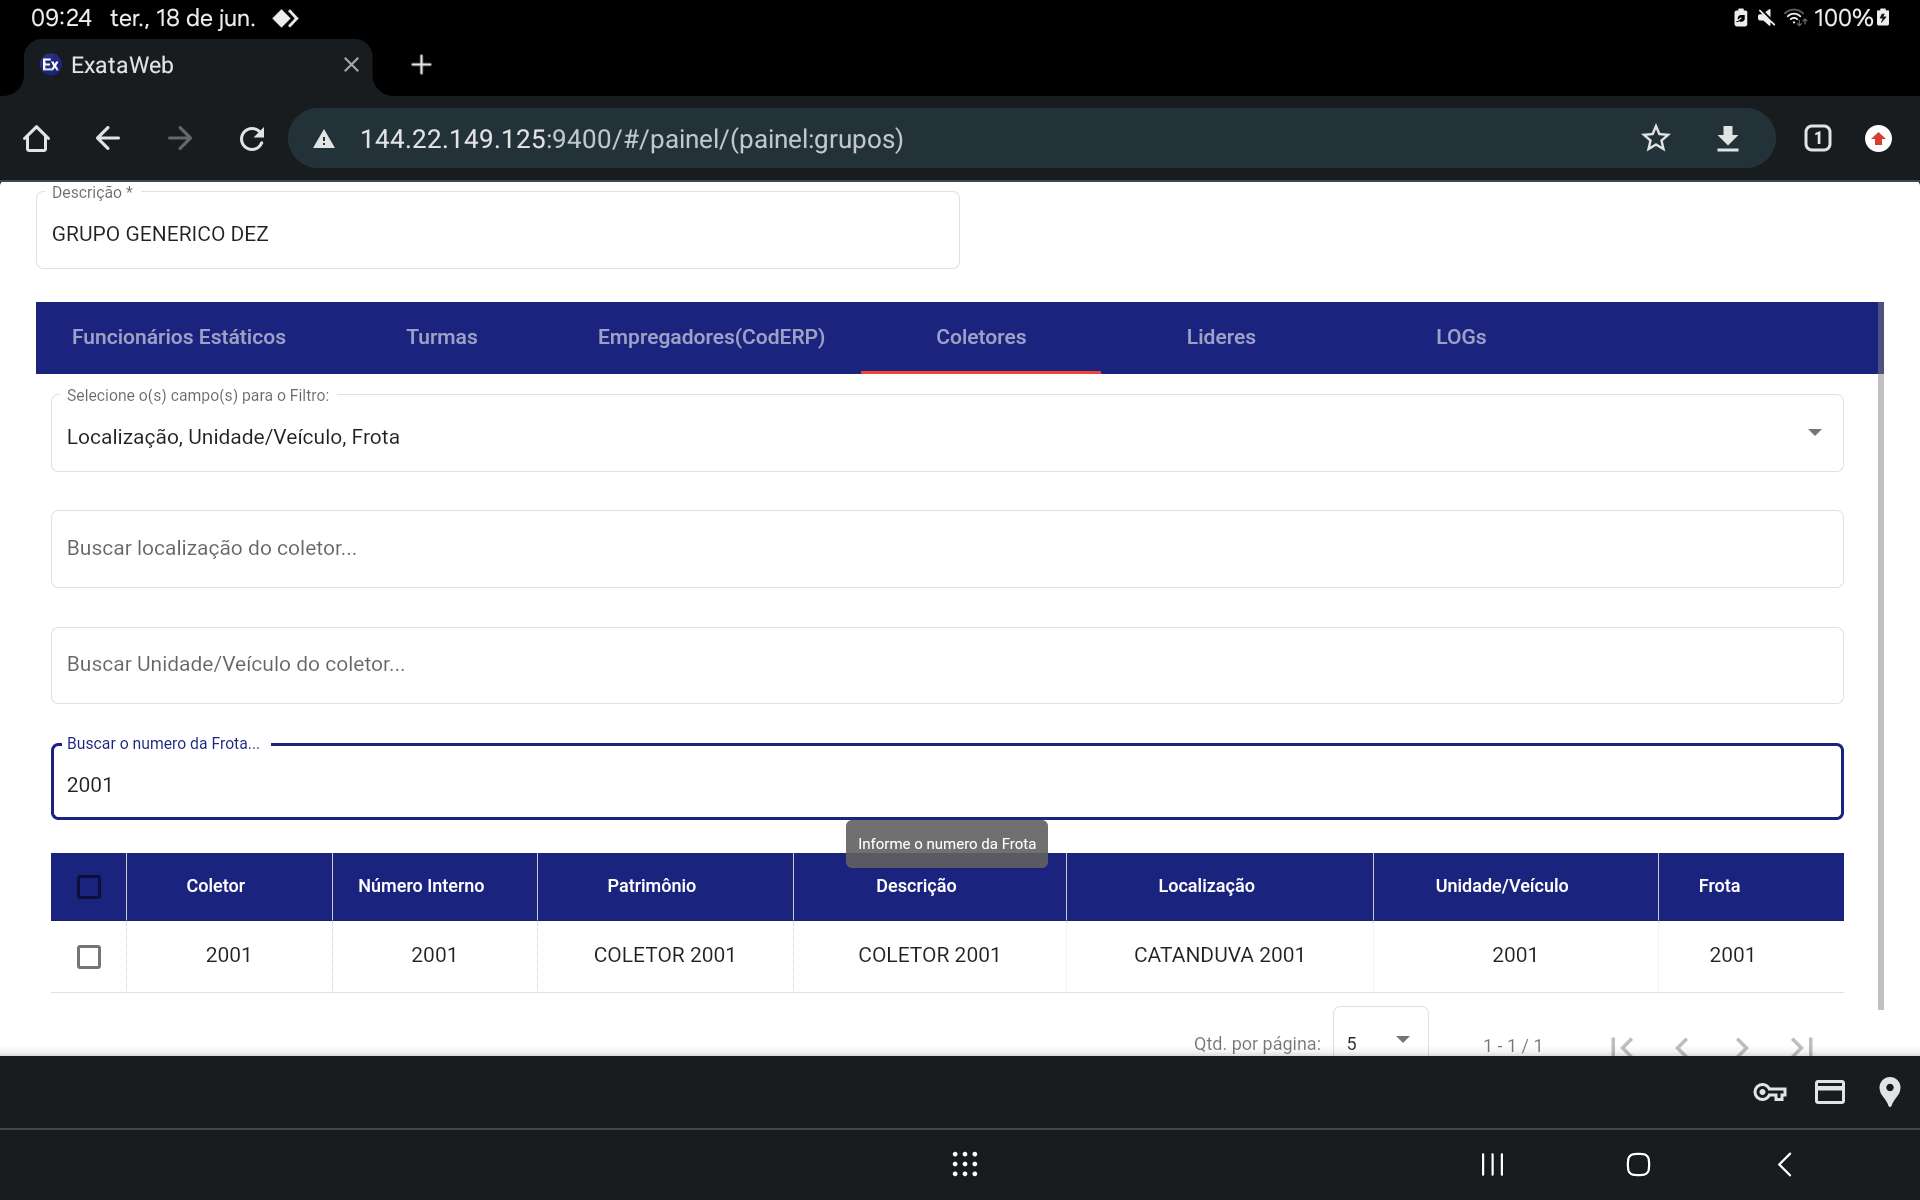 09:24 ter., 18 de jun. 100%
Ex ExataWeb
144.22.149.125:9400/#/painel/(painel:grupos) 1
Descrição *
GRUPO GENERICO DEZ
Funcionários Estáticos Turmas Empregadores(CodERP) Coletores Lideres LOGs
Selecione o(s) campo(s) para o Filtro:
Localização, Unidade/Veículo, Frota
Buscar localização do coletor...
Buscar Unidade/Veículo do coletor...
Buscar o numero da Frota...
2001
Informe o numero da Frota
Coletor Número Interno Patrimônio Descrição Localização Unidade/Veículo Frota
2001 2001 COLETOR 2001 COLETOR 2001 CATANDUVA 2001 2001 2001
Qtd. por página: 5 1 - 1 / 1